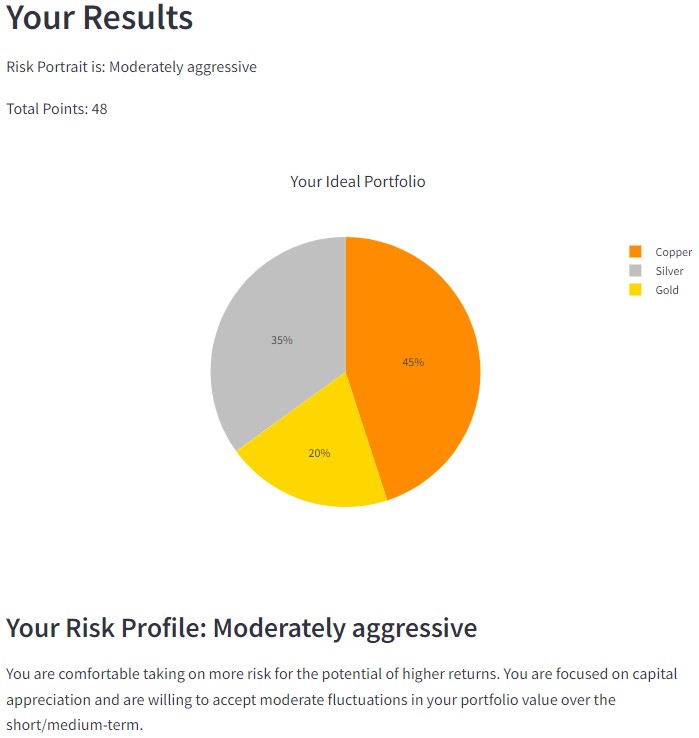 Your Results
Risk Portrait is: Moderately aggressive
Total Points: 48
Your Ideal Portfolio
Copper
Silver
Gold
35%
45%
20%
Your Risk Profile: Moderately aggressive
You are comfortable taking on more risk for the potential of higher returns. You are focused on capital
appreciation and are willing to accept moderate fluctuations in your portfolio value over the
short/medium-term.